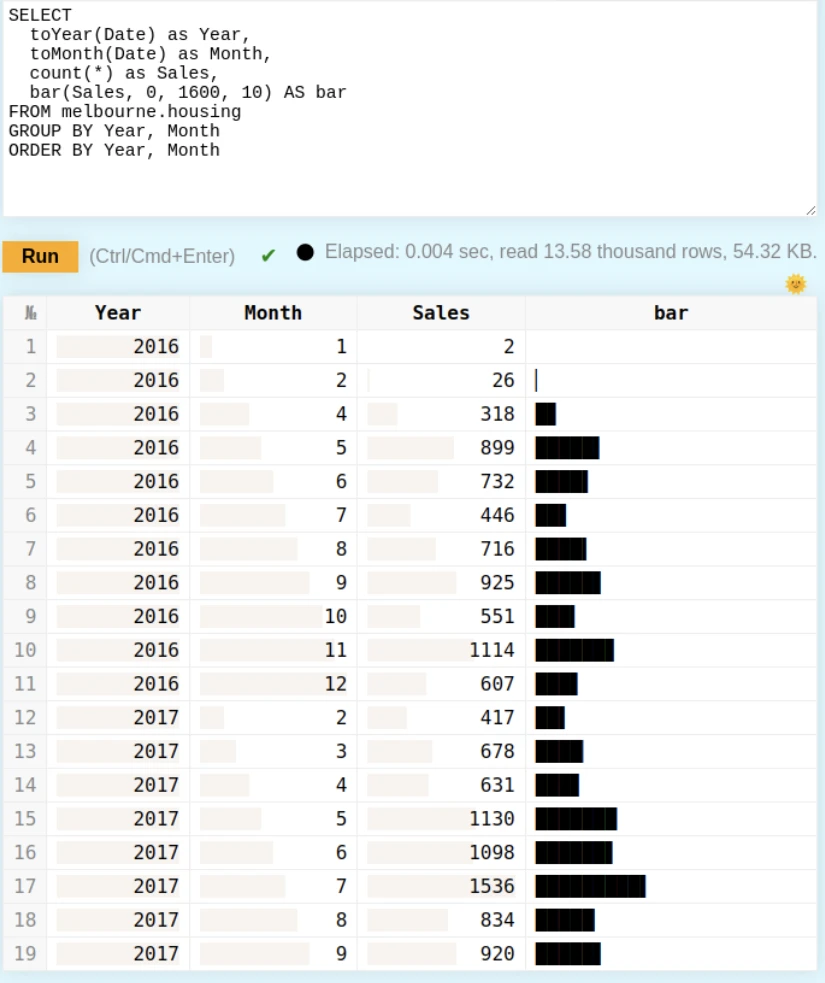 SELECT
  toYear(Date) as Year,
  toMonth(Date) as Month,
  count(*) as Sales,
  bar(Sales, 0, 1600, 10) AS bar
FROM melbourne.housing
GROUP BY Year, Month
ORDER BY Year, Month
Run (Ctrl/Cmd+Enter) ✔ Elapsed: 0.004 sec, read 13.58 thousand rows, 54.32 KB.
№ Year Month Sales bar
1 2016 1 2
2 2016 2 26
3 2016 4 318
4 2016 5 899
5 2016 6 732
6 2016 7 446
7 2016 8 716
8 2016 9 925
9 2016 10 551
10 2016 11 1114
11 2016 12 607
12 2017 2 417
13 2017 3 678
14 2017 4 631
15 2017 5 1130
16 2017 6 1098
17 2017 7 1536
18 2017 8 834
19 2017 9 920